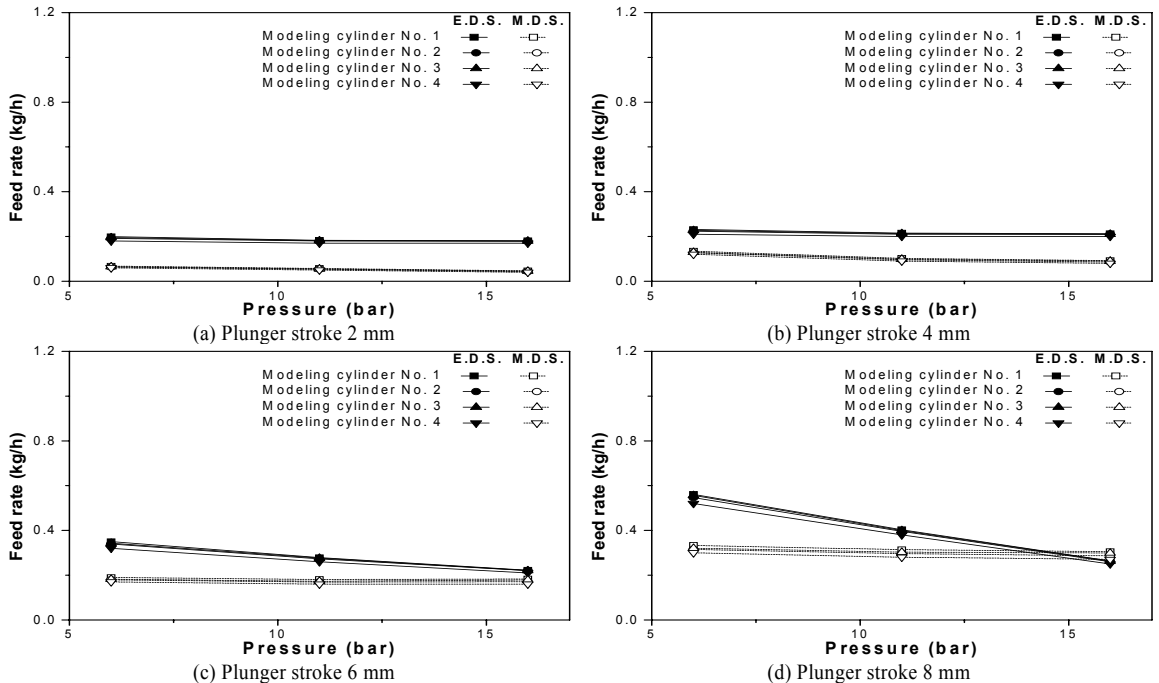 1.2
0.8
0.4
0.0
Feed rate (kg/h)
E.D.S. M.D.S.
Modeling cylinder No. 1
Modeling cylinder No. 2
Modeling cylinder No. 3
Modeling cylinder No. 4
5 10 15
Pressure (bar)
(a) Plunger stroke 2 mm
1.2
0.8
0.4
0.0
Feed rate (kg/h)
E.D.S. M.D.S.
Modeling cylinder No. 1
Modeling cylinder No. 2
Modeling cylinder No. 3
Modeling cylinder No. 4
5 10 15
Pressure (bar)
(b) Plunger stroke 4 mm
1.2
0.8
0.4
0.0
Feed rate (kg/h)
E.D.S. M.D.S.
Modeling cylinder No. 1
Modeling cylinder No. 2
Modeling cylinder No. 3
Modeling cylinder No. 4
5 10 15
Pressure (bar)
(c) Plunger stroke 6 mm
1.2
0.8
0.4
0.0
Feed rate (kg/h)
E.D.S. M.D.S.
Modeling cylinder No. 1
Modeling cylinder No. 2
Modeling cylinder No. 3
Modeling cylinder No. 4
5 10 15
Pressure (bar)
(d) Plunger stroke 8 mm